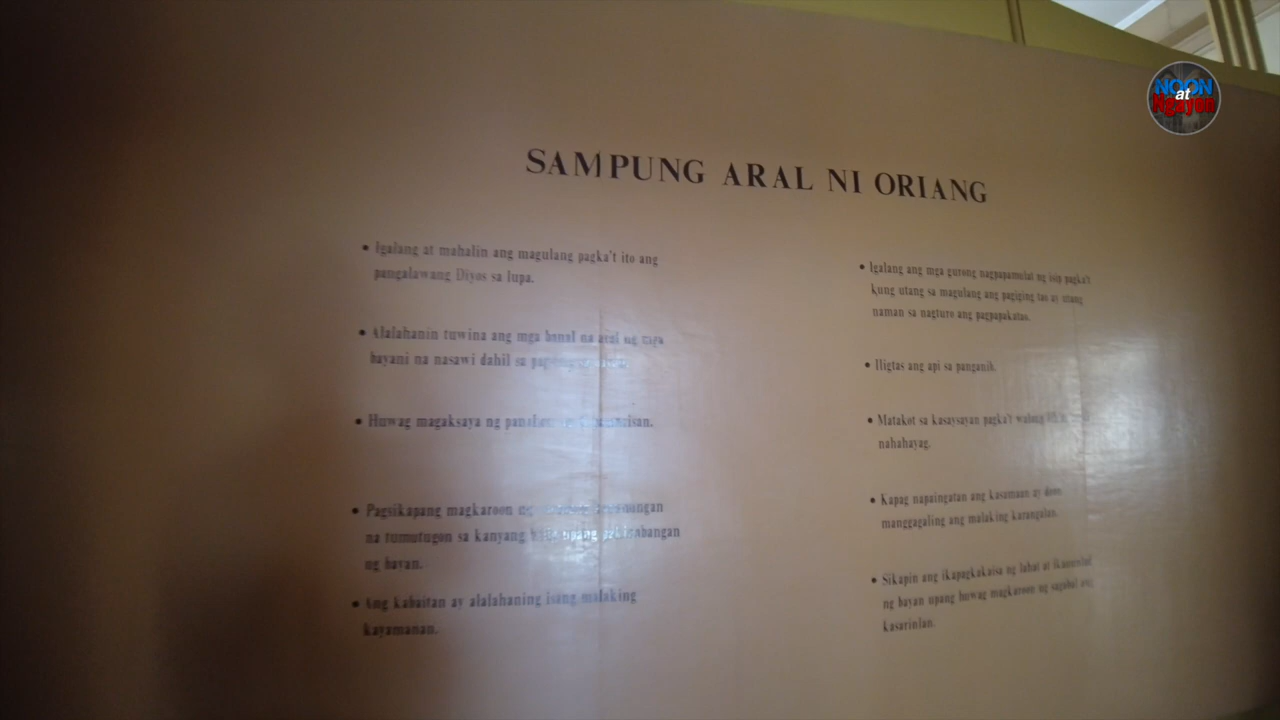 NOON
at
Ngayon
SAMPUNG ARAL NI ORIANG
• Igalang at mahalin ang magulang pagka't ito ang
pangalawang Diyos sa lupa.
• Alalahanin tuwina ang mga banal na aral ng mga
bayani na nasawi dahil sa
• Huwag magaksaya ng
• Pagsikapang magkaroon ng
na tumutugon sa kanyang
ng bayan.
• Ang kabaitan ay alalahaning isang malaking
kayamanan.
• Igalang ang mga gurong nagpapamulat ng isip pagka't
kung utang sa magulang ang pagiging tao ay utang
naman sa nagturo ang pagpapakatao.
• Iligtas ang api sa panganib.
• Matakot sa kasaysayan pagka't walang
nahahayag.
• Kapag napaingatan ang kasamaan ay doon
manggagaling ang malaking karangalan.
• Sikapin ang ikapagkakaisa ng lahat at
ng bayan upang huwag magkaroon ng sagabal ang
kasarinlan.